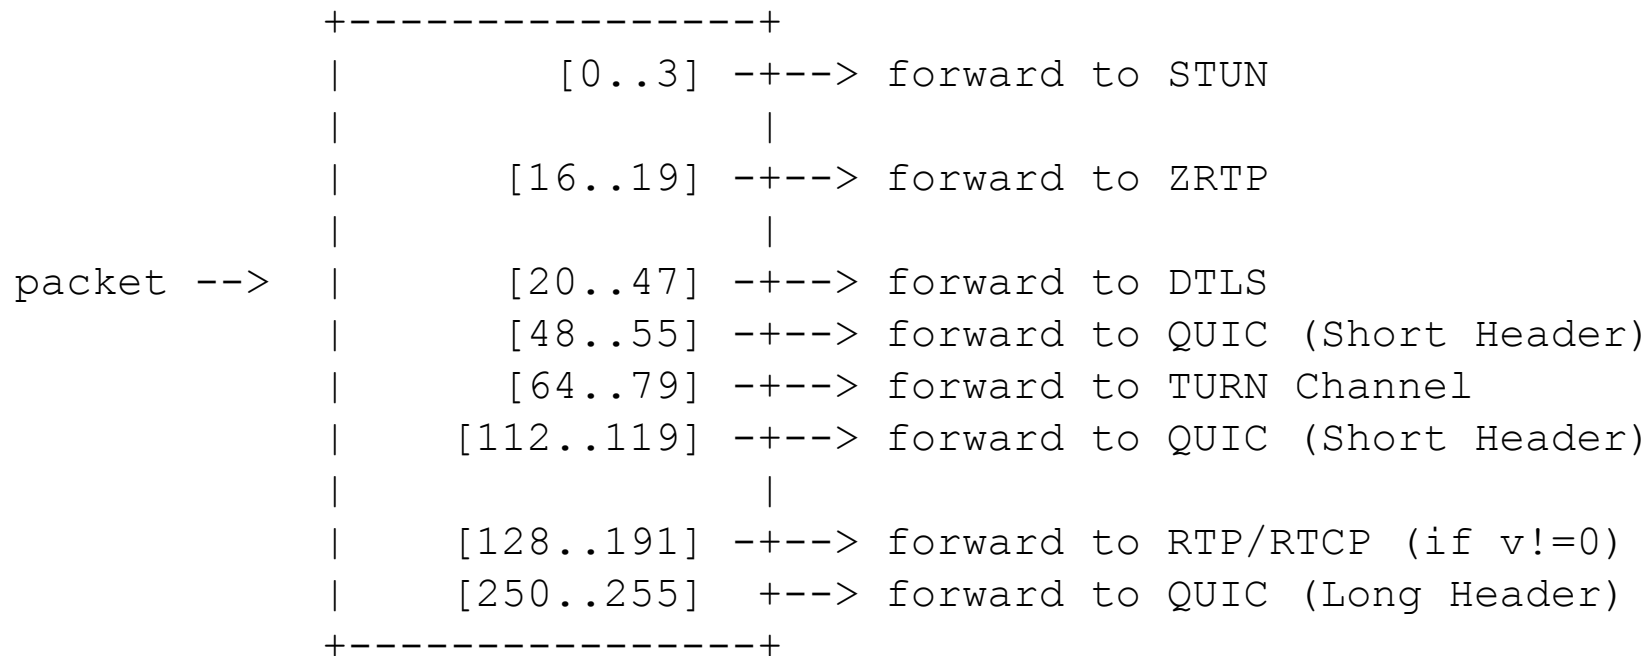 +----------------+
                  |        [0..3] -+--> forward to STUN
                  |                |
                  |      [16..19] -+--> forward to ZRTP
                  |                |
      packet -->  |      [20..47] -+--> forward to DTLS
                  |      [48..55] -+--> forward to QUIC (Short Header)
                  |      [64..79] -+--> forward to TURN Channel
                  |    [112..119] -+--> forward to QUIC (Short Header)
                  |                |
                  |    [128..191] -+--> forward to RTP/RTCP (if v!=0)
                  |    [250..255]  +--> forward to QUIC (Long Header)
                  +----------------+